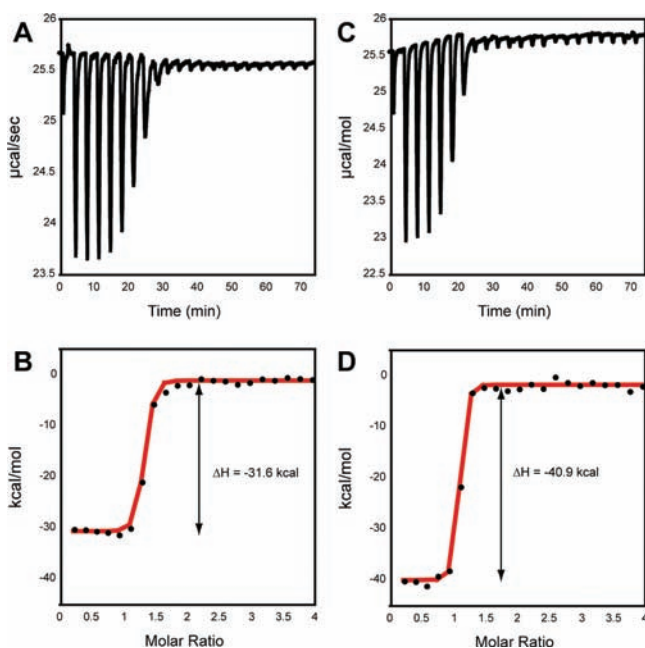 A
26
25.5
25
24.5
24
23.5
µcal/sec
0 10 20 30 40 50 60 70
Time (min)
C
26
25.5
25
24.5
24
23.5
23
22.5
µcal/mol
0 10 20 30 40 50 60 70
Time (min)
B
0
-10
-20
-30
-40
kcal/mol
ΔH = -31.6 kcal
0 0.5 1 1.5 2 2.5 3 3.5 4
Molar Ratio
D
0
-10
-20
-30
-40
kcal/mol
ΔH = -40.9 kcal
0 0.5 1 1.5 2 2.5 3 3.5 4
Molar Ratio